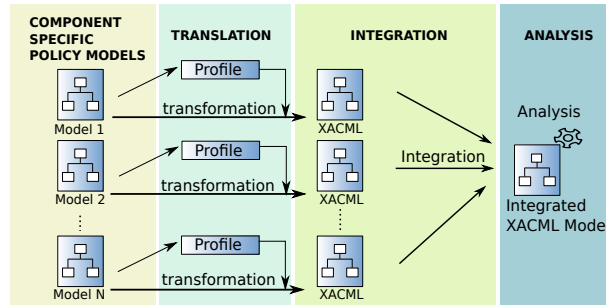 COMPONENT
SPECIFIC
POLICY MODELS
TRANSLATION
INTEGRATION
ANALYSIS
Profile
transformation
Model 1
XACML
Profile
transformation
Model 2
XACML
Profile
transformation
Model N
XACML
Integration
Analysis
Integrated
XACML Model